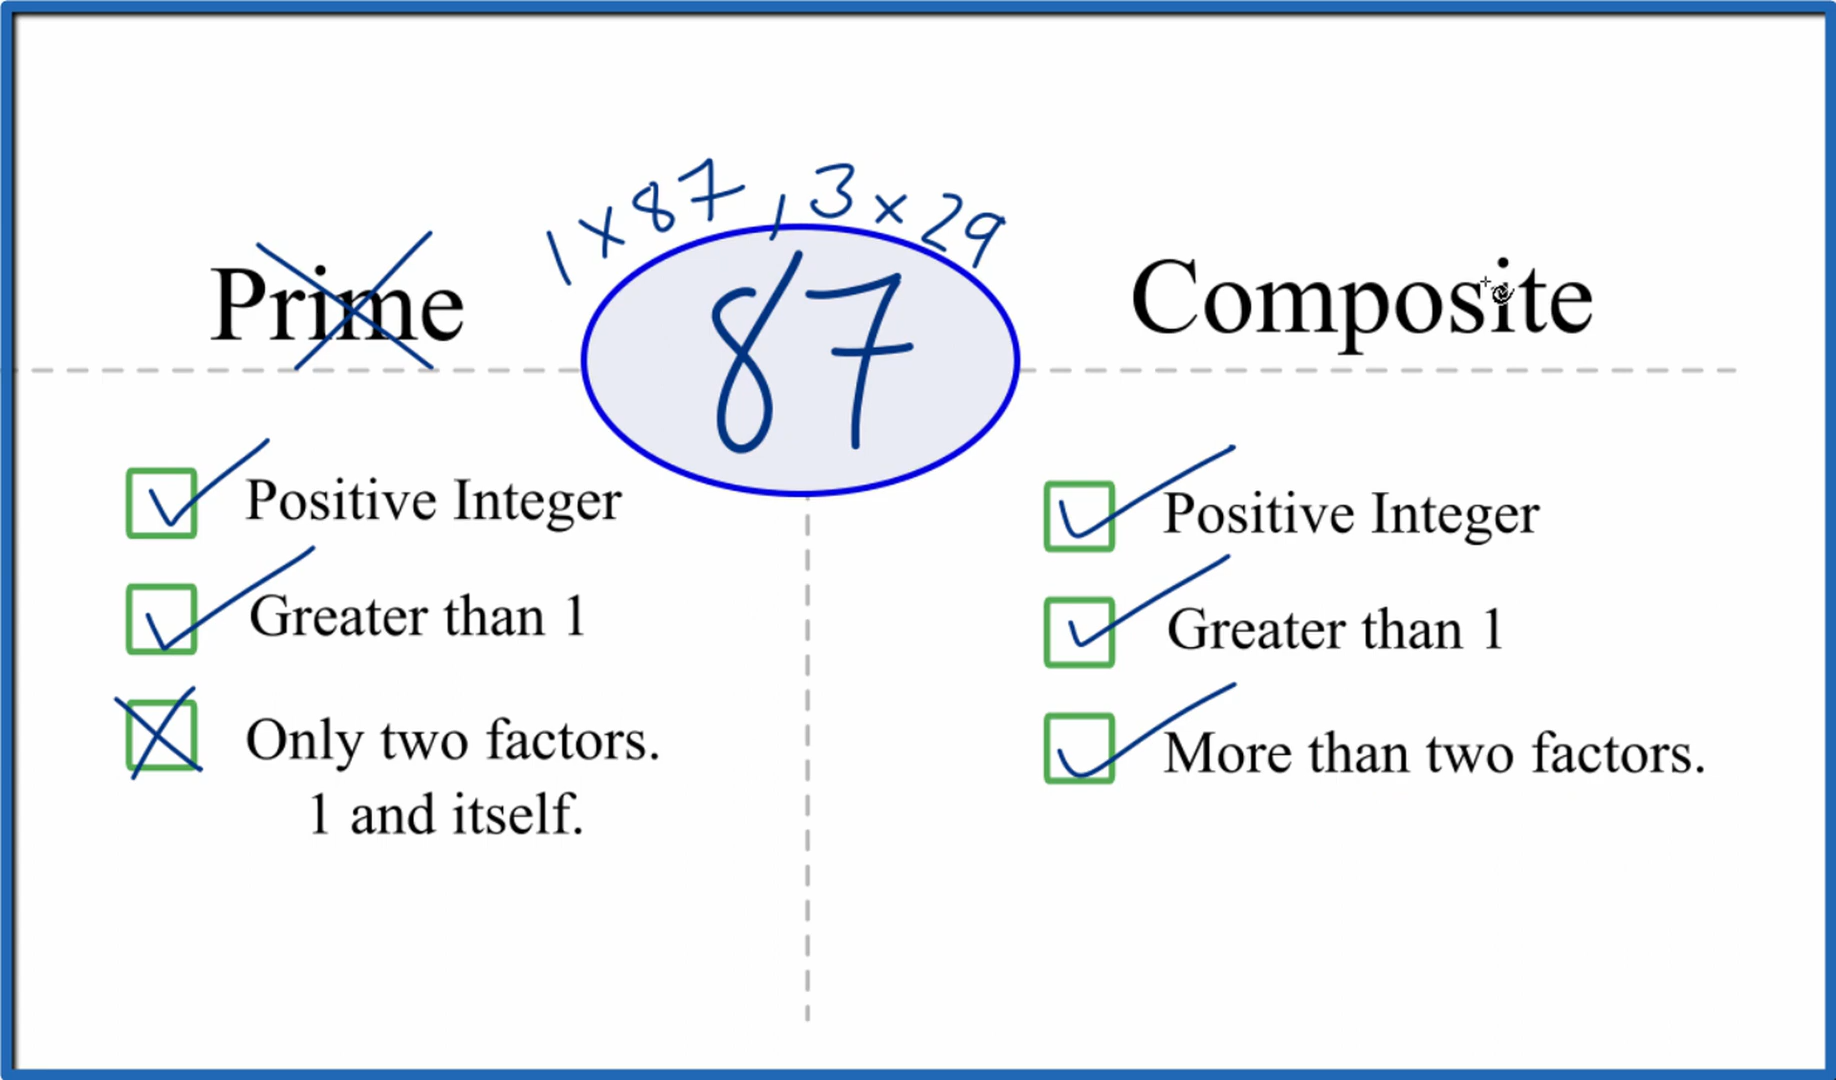 1 x 87 , 3 x 29
Prime
87
Composite
Positive Integer
Greater than 1
Only two factors.
1 and itself.
Positive Integer
Greater than 1
More than two factors.